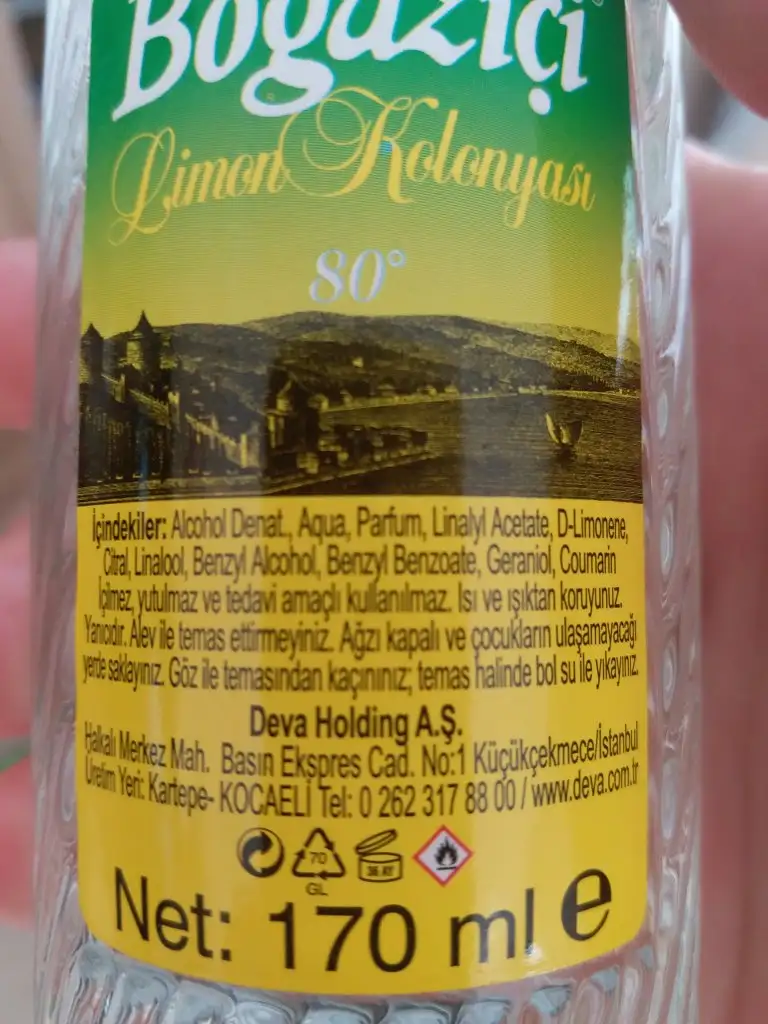 Boğaziçi
Limon Kolonyası
80°
İçindekiler: Alcohol Denat., Aqua, Parfum, Linalyl Acetate, D-Limonene,
Citral, Linalool, Benzyl Alcohol, Benzyl Benzoate, Geraniol, Coumarin
İçilmez, yutulmaz ve tedavi amaçlı kullanılmaz. Isı ve ışıktan koruyunuz.
Yanıcıdır. Alev ile temas ettirmeyiniz. Ağzı kapalı ve çocukların ulaşamayacağı
yerde saklayınız. Göz ile temasından kaçınınız; temas halinde bol su ile yıkayınız.
Deva Holding A.Ş.
Halkalı Merkez Mah. Basın Ekspres Cad. No:1 Küçükçekmece/İstanbul
Üretim Yeri: Kartepe- KOCAELİ Tel: 0 262 317 88 00 / www.deva.com.tr
70
GL
36 AY
Net: 170 ml e